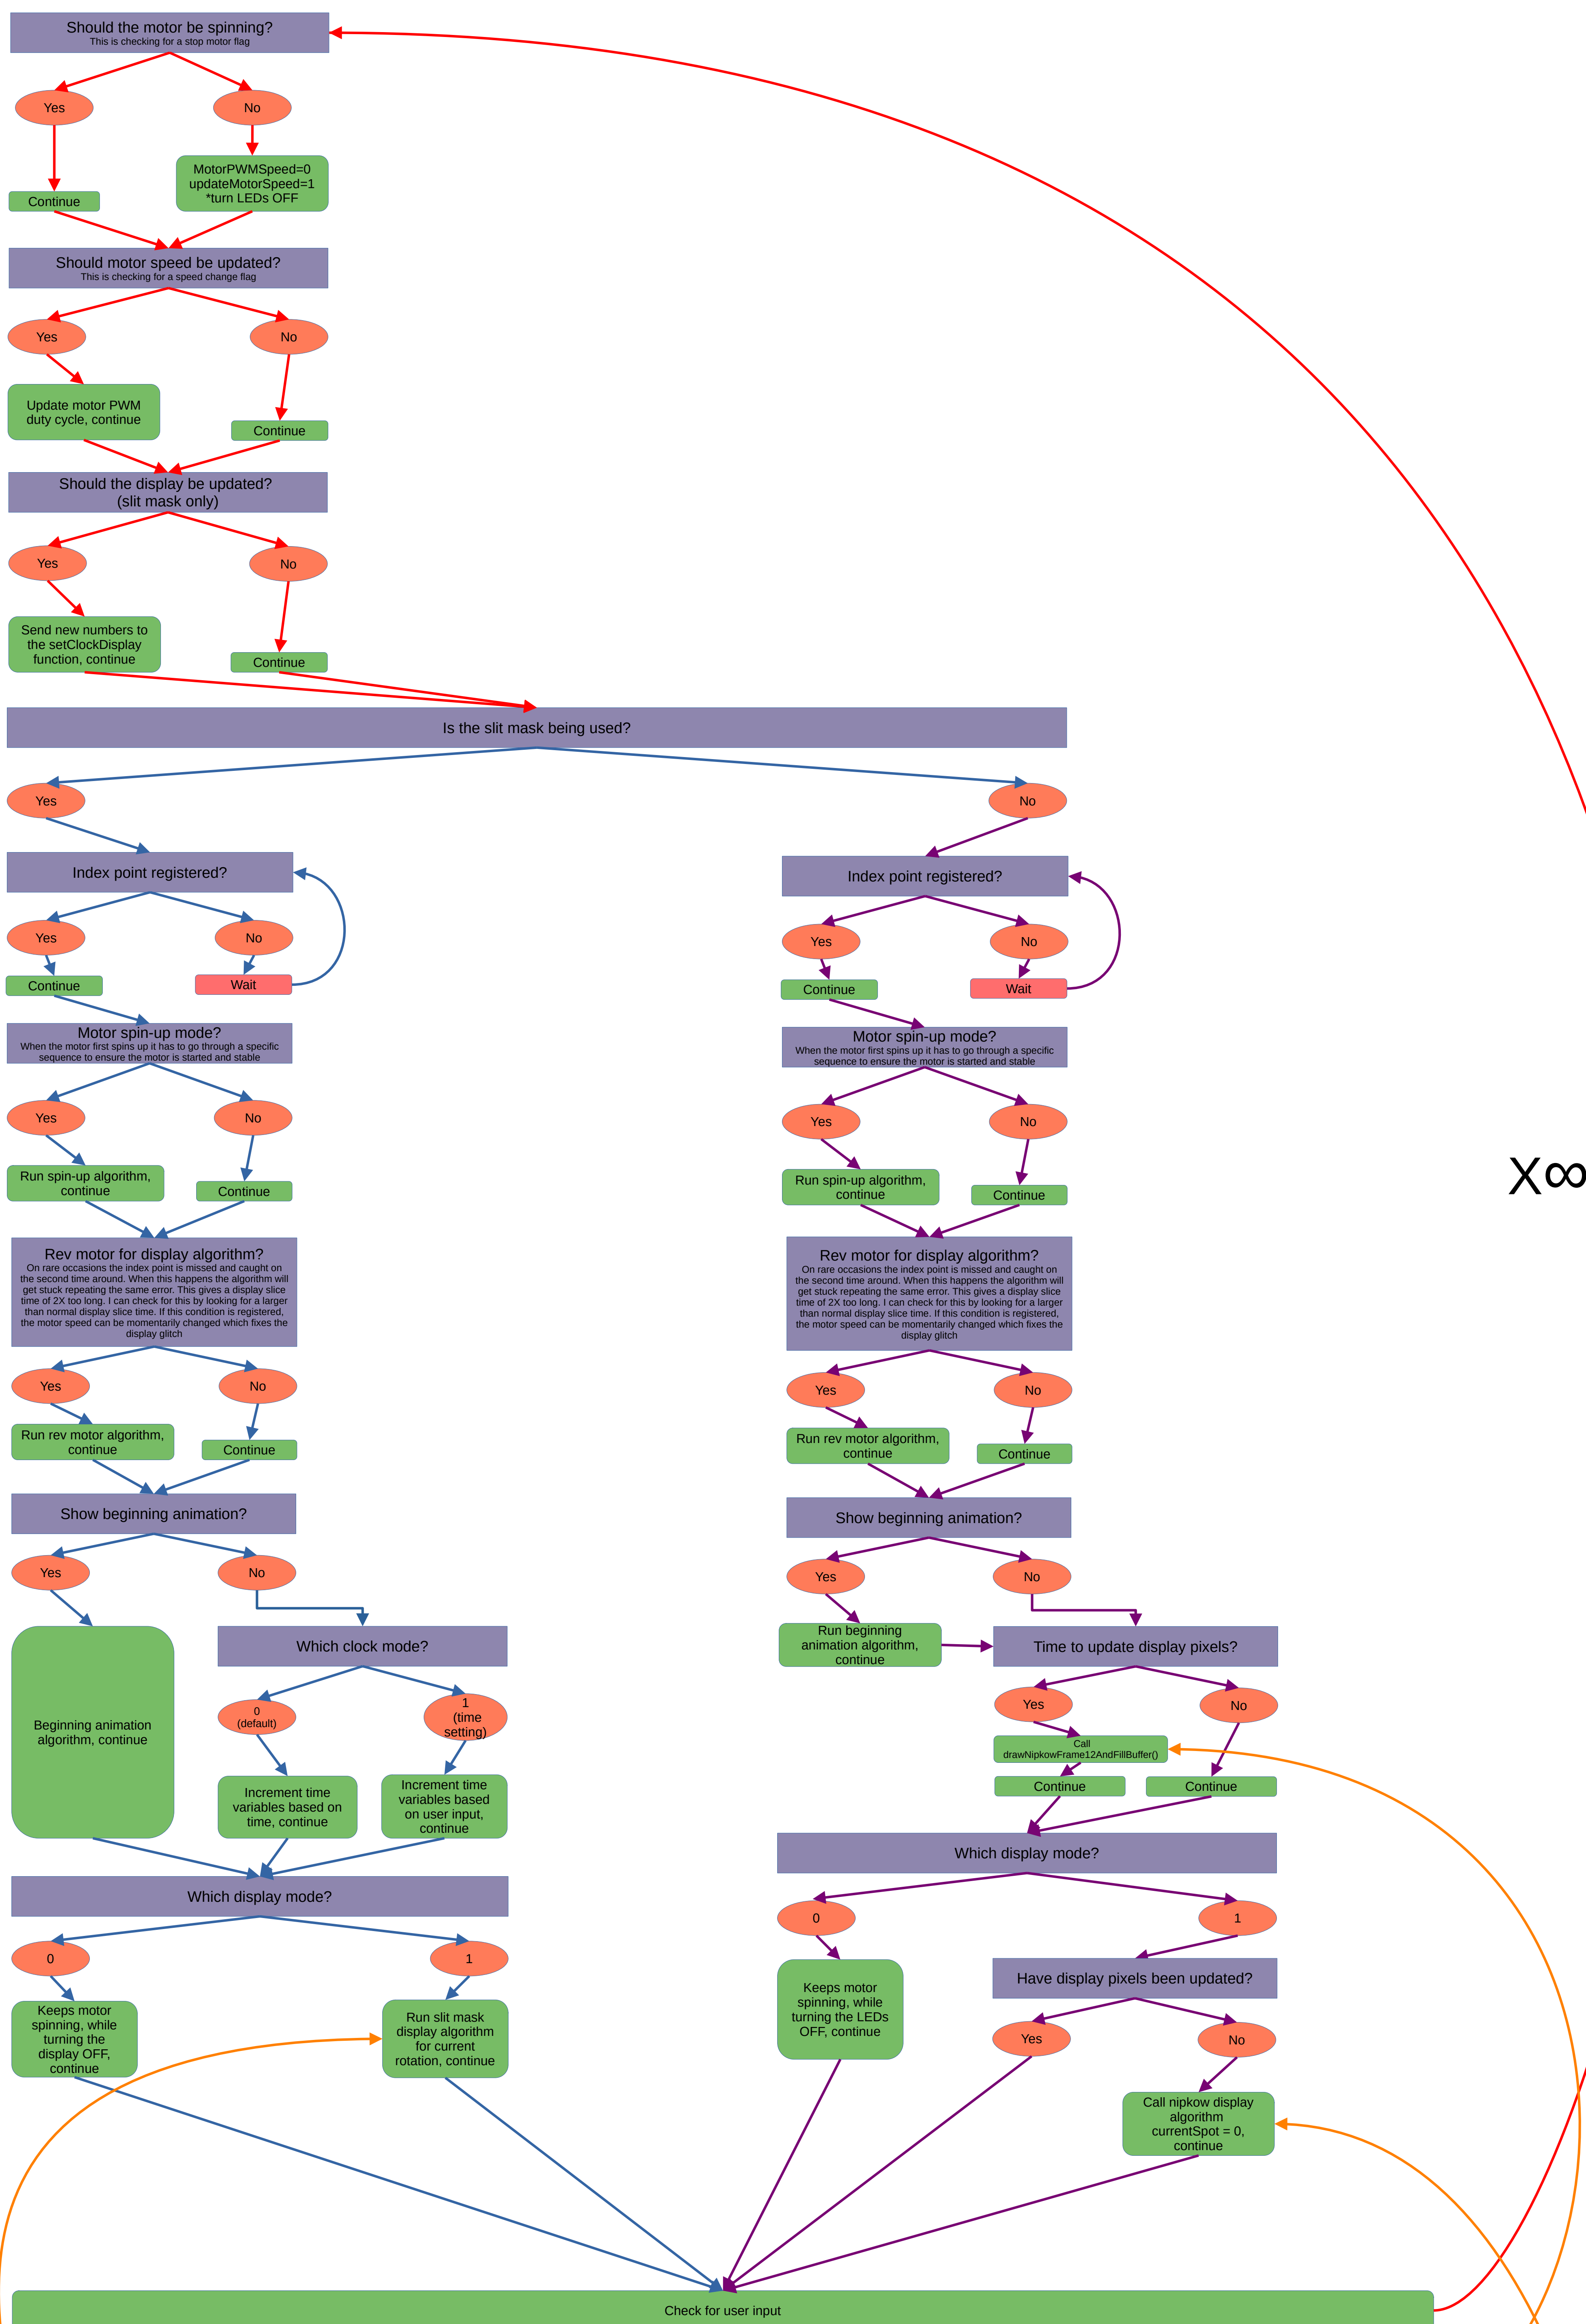 Should the motor be spinning?
This is checking for a stop motor flag
Yes
No
MotorPWMSpeed=0
updateMotorSpeed=1
*turn LEDs OFF
Continue
Should motor speed be updated?
This is checking for a speed change flag
Yes
No
Update motor PWM
duty cycle, continue
Continue
Should the display be updated?
(slit mask only)
Yes
No
Send new numbers to
the setClockDisplay
function, continue
Continue
Is the slit mask being used?
Yes
No
Index point registered?
Yes
No
Continue
Wait
Motor spin-up mode?
When the motor first spins up it has to go through a specific
sequence to ensure the motor is started and stable
Yes
No
Run spin-up algorithm,
continue
Continue
Rev motor for display algorithm?
On rare occasions the index point is missed and caught on
the second time around. When this happens the algorithm will
get stuck repeating the same error. This gives a display slice
time of 2X too long. I can check for this by looking for a larger
than normal display slice time. If this condition is registered,
the motor speed can be momentarily changed which fixes the
display glitch
Yes
No
Run rev motor algorithm,
continue
Continue
Show beginning animation?
Yes
No
Beginning animation
algorithm, continue
Which clock mode?
0
(default)
1
(time
setting)
Increment time
variables based on
time, continue
Increment time
variables based
on user input,
continue
Which display mode?
0
1
Keeps motor
spinning, while
turning the
display OFF,
continue
Run slit mask
display algorithm
for current
rotation, continue
Index point registered?
Yes
No
Continue
Wait
Motor spin-up mode?
When the motor first spins up it has to go through a specific
sequence to ensure the motor is started and stable
Yes
No
Run spin-up algorithm,
continue
Continue
Rev motor for display algorithm?
On rare occasions the index point is missed and caught on
the second time around. When this happens the algorithm will
get stuck repeating the same error. This gives a display slice
time of 2X too long. I can check for this by looking for a larger
than normal display slice time. If this condition is registered,
the motor speed can be momentarily changed which fixes the
display glitch
Yes
No
Run rev motor algorithm,
continue
Continue
Show beginning animation?
Yes
No
Run beginning
animation algorithm,
continue
Time to update display pixels?
Yes
No
Call
drawNipkowFrame12AndFillBuffer()
Continue
Continue
Which display mode?
0
1
Keeps motor
spinning, while
turning the LEDs
OFF, continue
Have display pixels been updated?
Yes
No
Call nipkow display
algorithm
currentSpot = 0,
continue
X∞
Check for user input